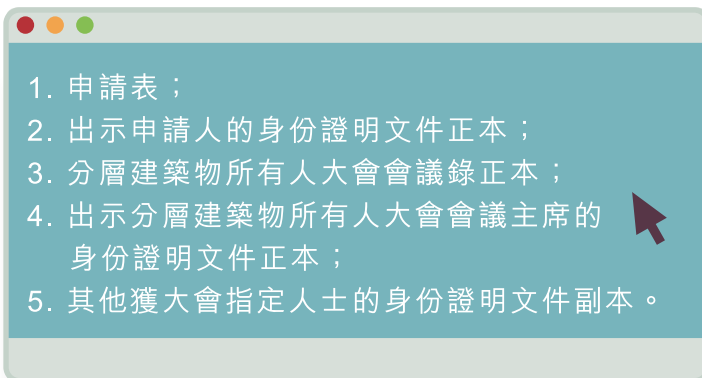 1. 申請表；
2. 出示申請人的身份證明文件正本；
3. 分層建築物所有人大會會議錄正本；
4. 出示分層建築物所有人大會會議主席的
身份證明文件正本；
5. 其他獲大會指定人士的身份證明文件副本。